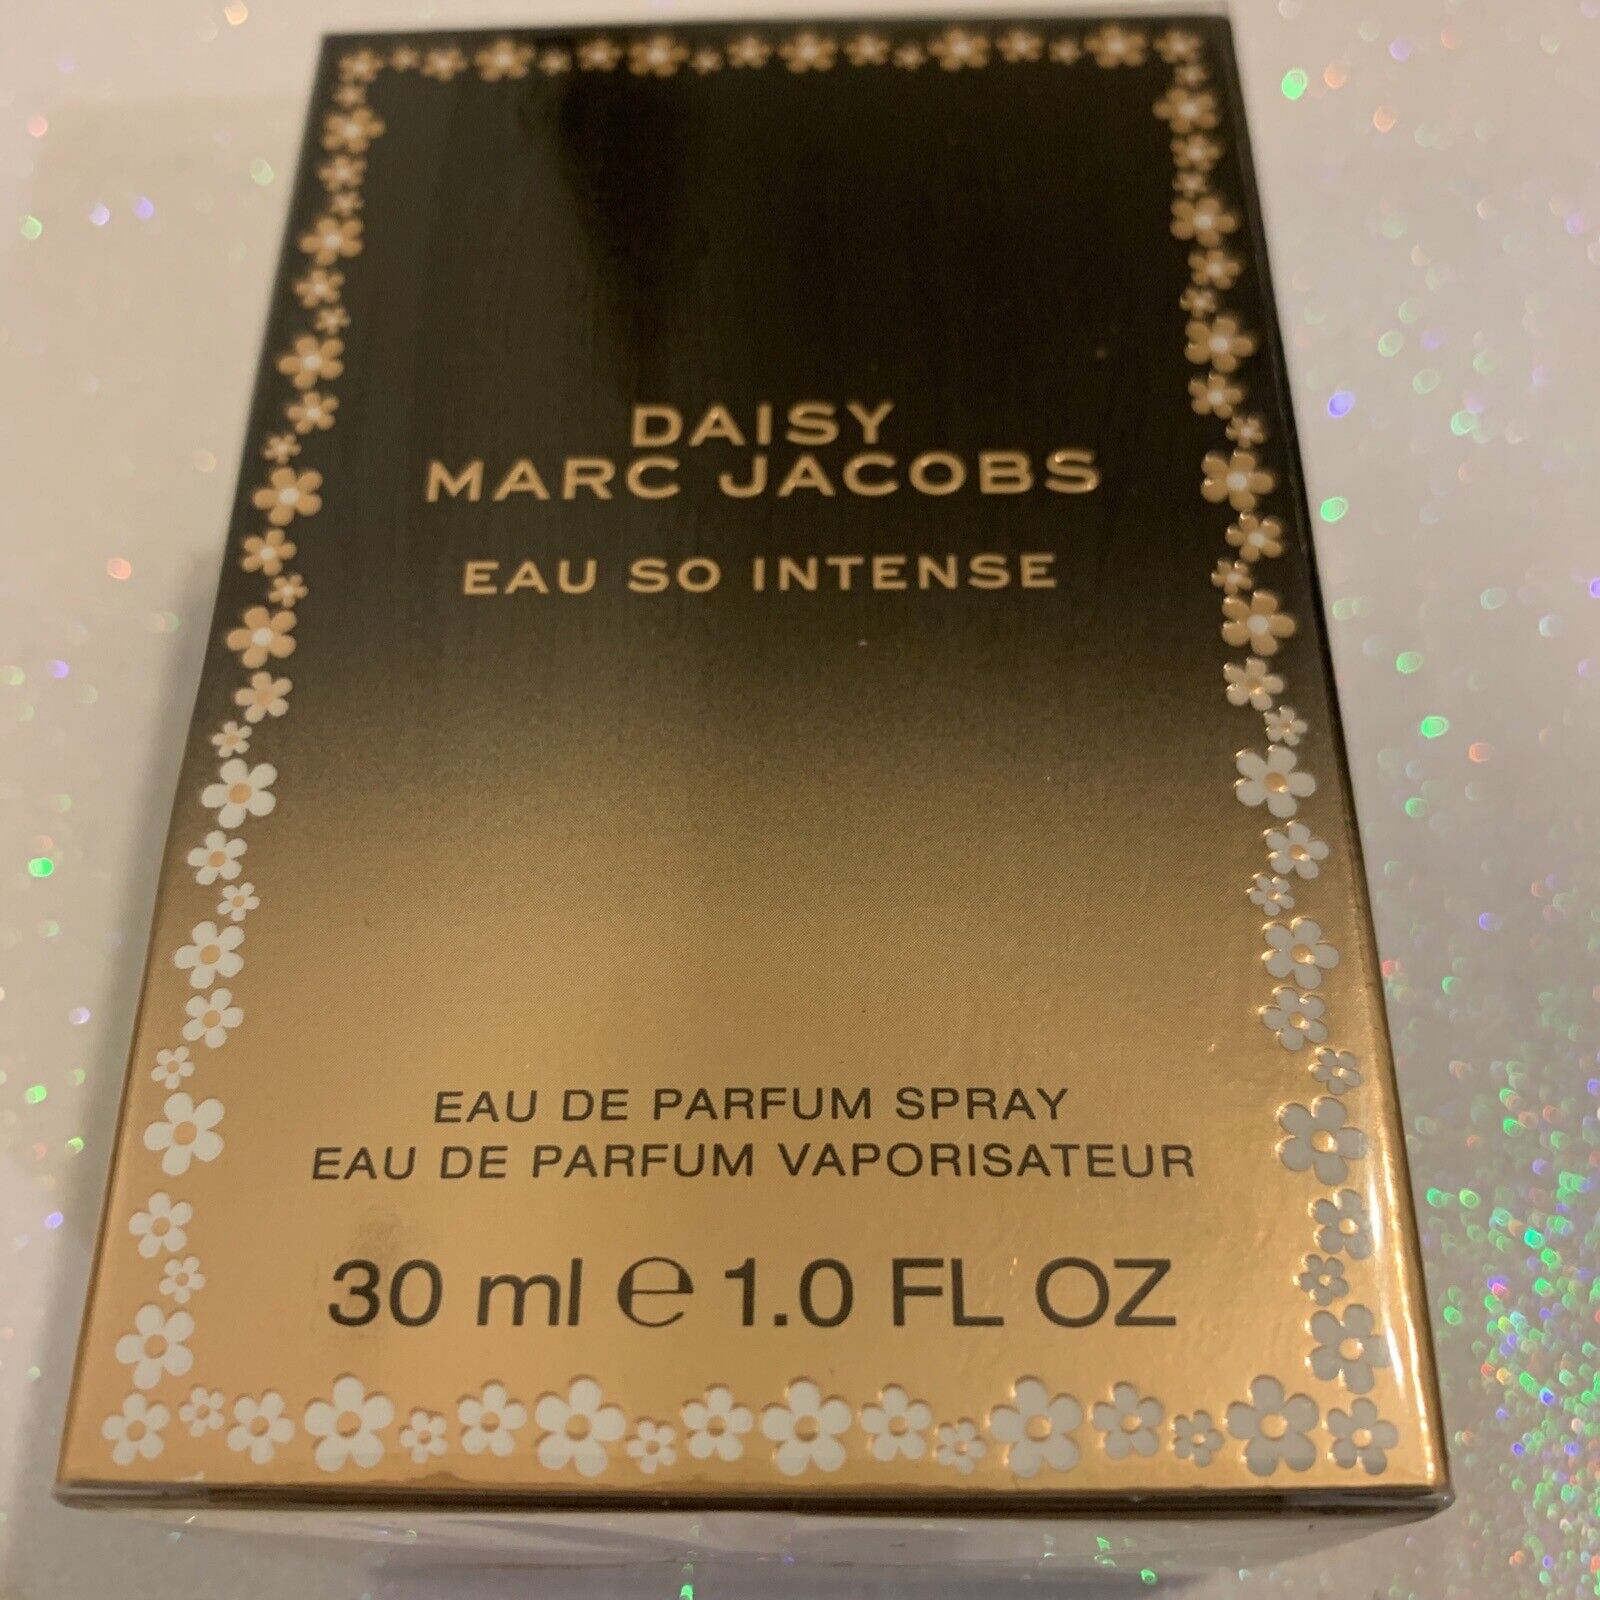 DAISY
MARC JACOBS
EAU SO INTENSE
EAU DE PARFUM SPRAY
EAU DE PARFUM VAPORISATEUR
30 ml ℮ 1.0 FL OZ